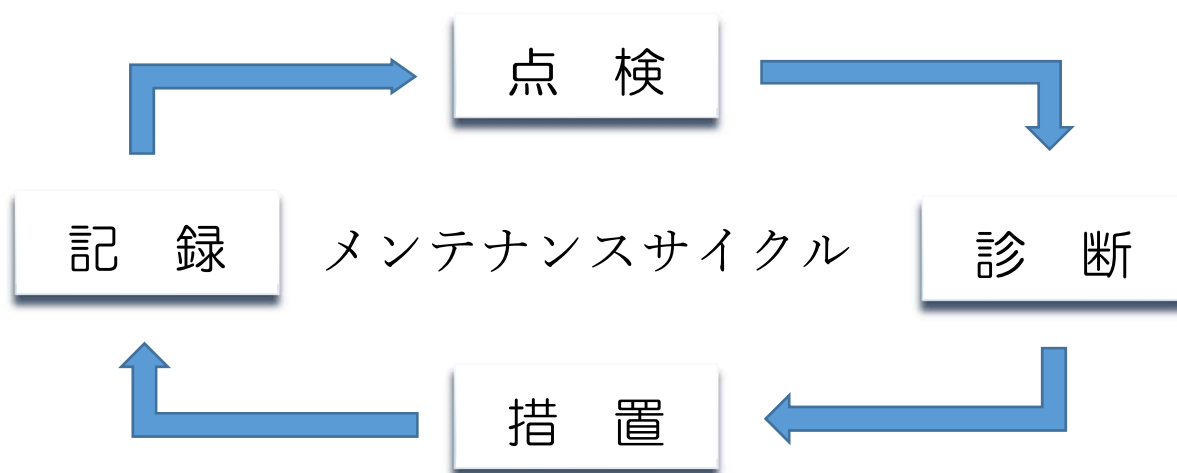 点　検
記　録
メンテナンスサイクル
診　断
措　置